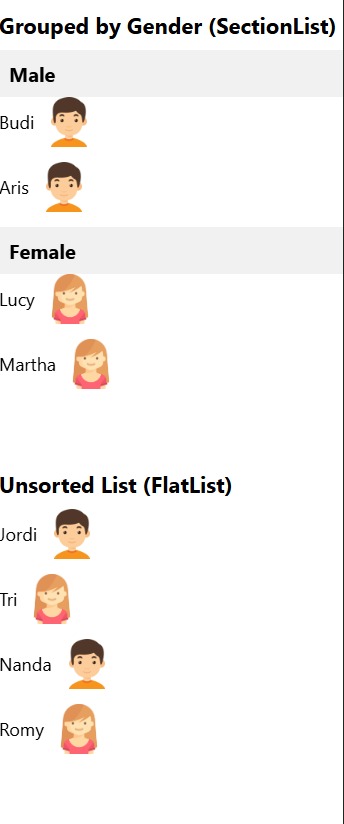 Grouped by Gender (SectionList)
Male
Budi
Aris
Female
Lucy
Martha
Unsorted List (FlatList)
Jordi
Tri
Nanda
Romy